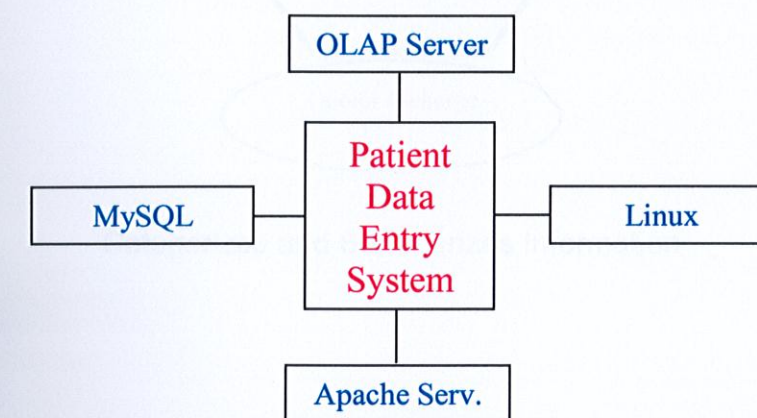 OLAP Server
Patient
Data
Entry
System
MySQL
Linux
Apache Serv.